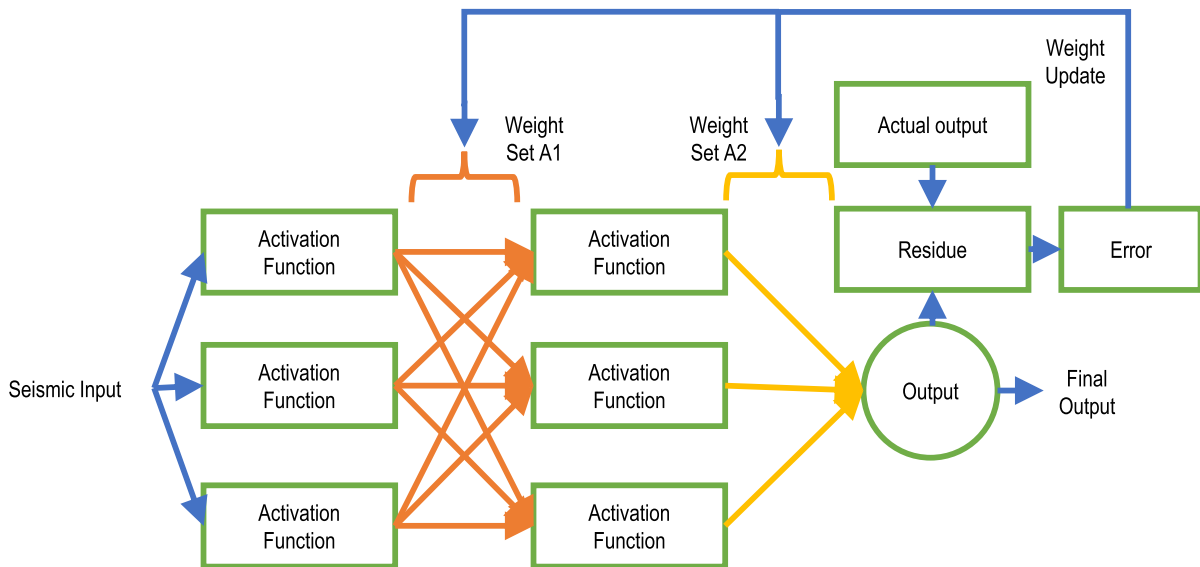 Weight
Update
Actual output
Weight
Set A1
Weight
Set A2
Activation
Function
Activation
Function
Residue
Error
Seismic Input
Activation
Function
Activation
Function
Output
Final
Output
Activation
Function
Activation
Function